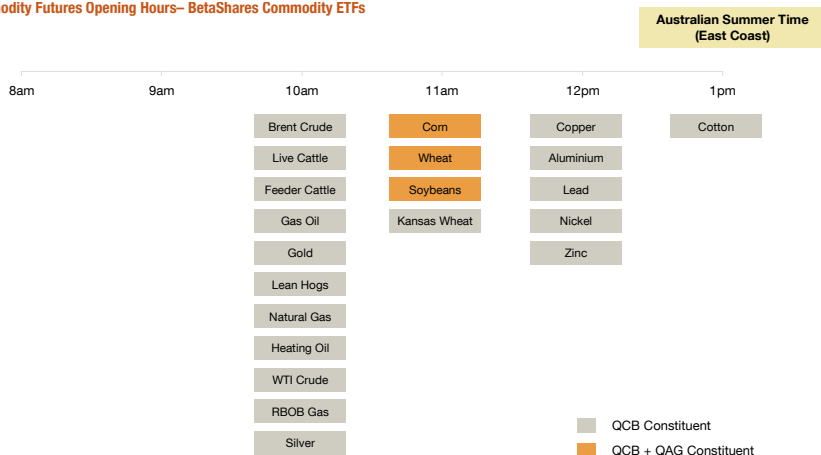 odity Futures Opening Hours– BetaShares Commodity ETFs
Australian Summer Time
(East Coast)
8am 9am 10am 11am 12pm 1pm
Brent Crude Corn Copper Cotton
Live Cattle Wheat Aluminium
Feeder Cattle Soybeans Lead
Gas Oil Kansas Wheat Nickel
Gold Zinc
Lean Hogs
Natural Gas
Heating Oil
WTI Crude
RBOB Gas
QCB Constituent
Silver
QCB + QAG Constituent